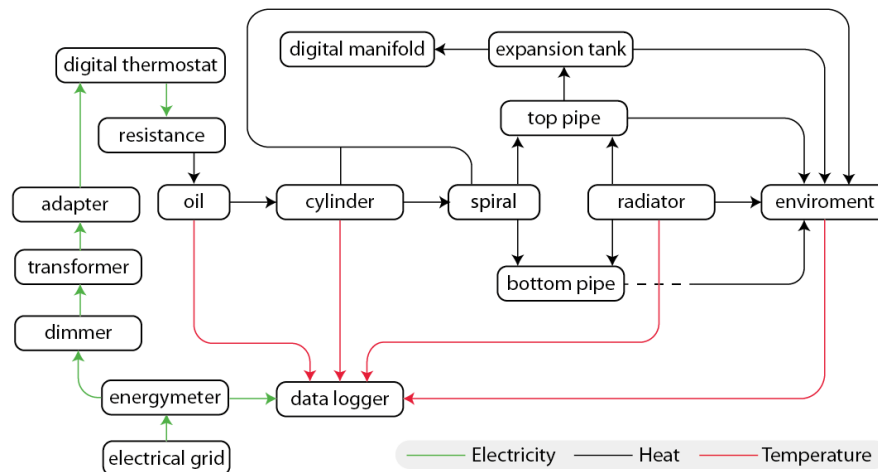 digital manifold
expansion tank
digital thermostat
top pipe
resistance
adapter
oil
cylinder
spiral
radiator
enviroment
transformer
bottom pipe
dimmer
energymeter
data logger
electrical grid
Electricity
Heat
Temperature